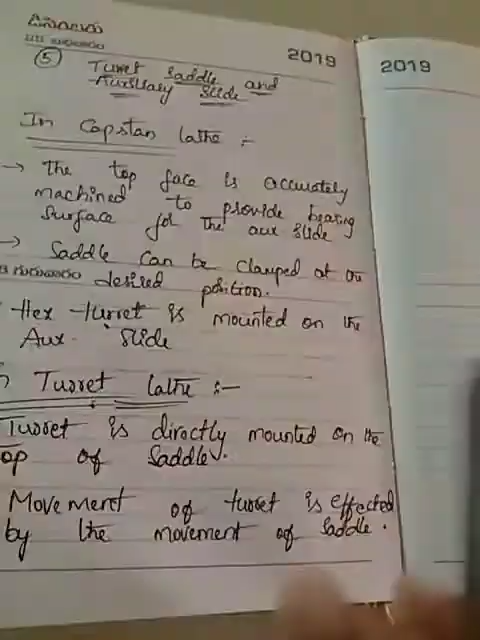 2019
2019
5
Turret Saddle and
Auxiliary Slide
In Capstan lathe :-
→ The top face is accurately
machined to provide bearing
surface for the aux slide
→ Saddle can be clamped at
desired position.
Hex turret is mounted on the
Aux. Slide
Turret lathe :-
Turret is directly mounted on the
top of Saddle.
Movement of turret is effected
by the movement of Saddle.